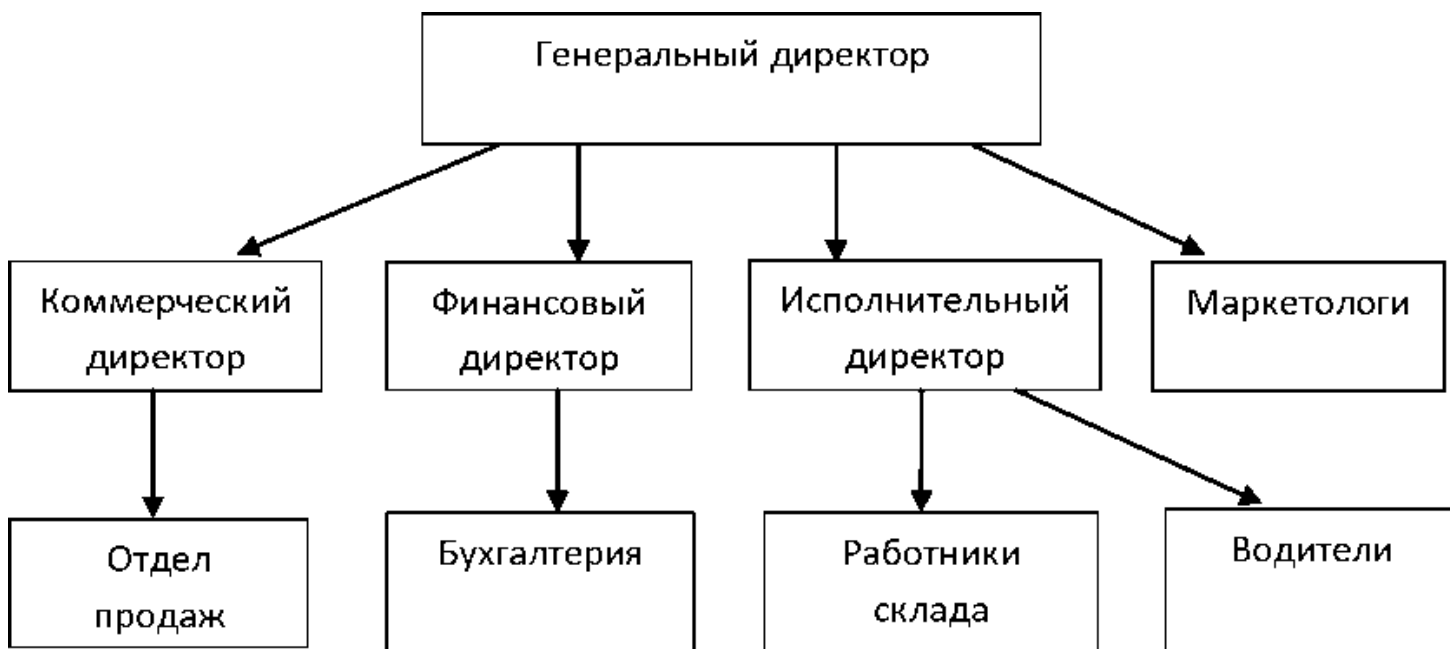 Генеральный директор
Коммерческий
директор
Финансовый
директор
Исполнительный
директор
Маркетологи
Отдел
продаж
Бухгалтерия
Работники
склада
Водители